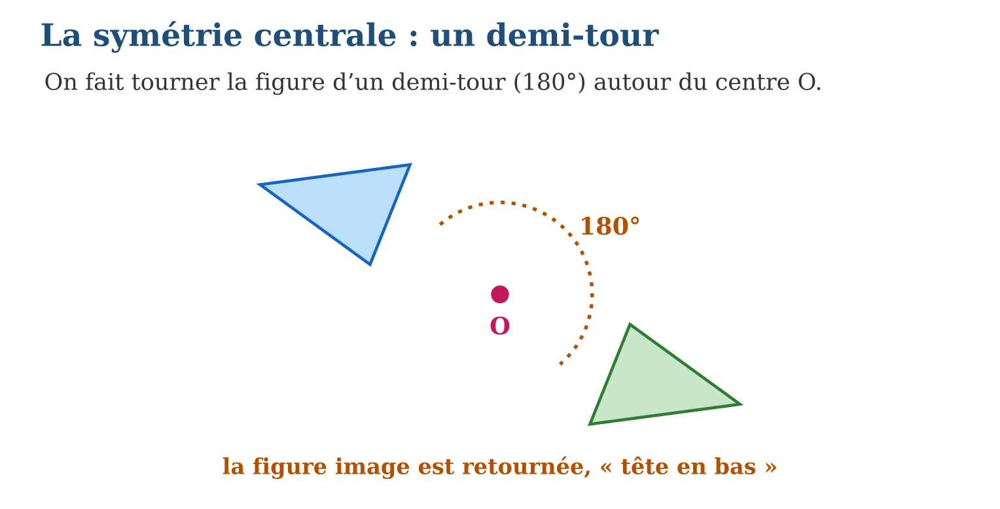 La symétrie centrale : un demi-tour
On fait tourner la figure d’un demi-tour (180°) autour du centre O.
180°
O
la figure image est retournée, « tête en bas »